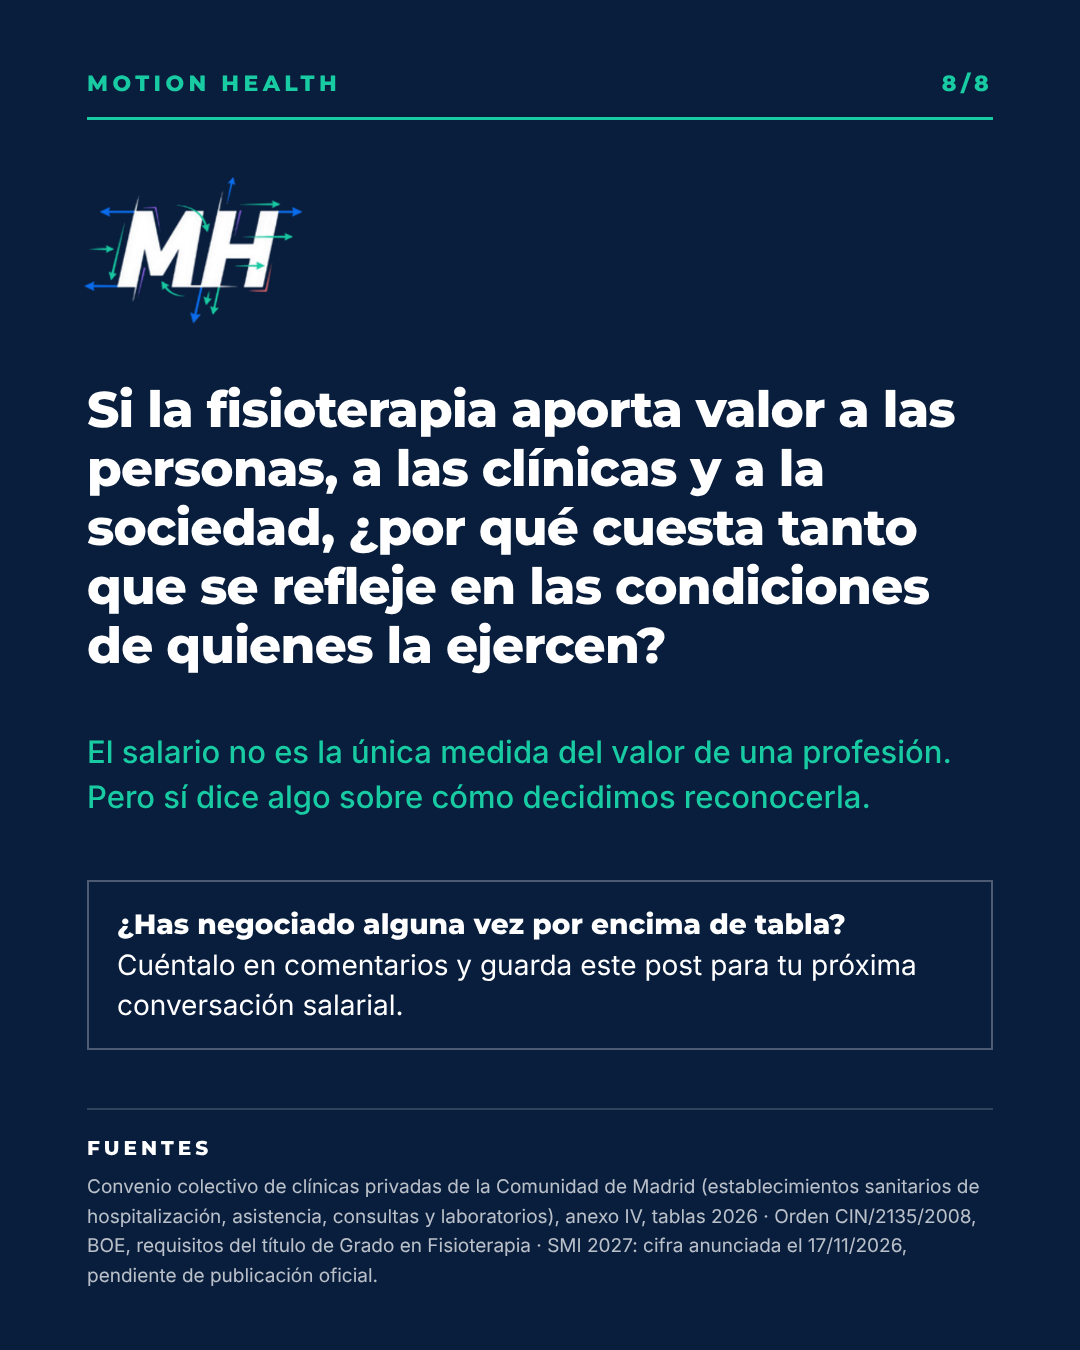 MOTION HEALTH
8/8
MH
Si la fisioterapia aporta valor a las
personas, a las clínicas y a la
sociedad, ¿por qué cuesta tanto
que se refleje en las condiciones
de quienes la ejercen?
El salario no es la única medida del valor de una profesión.
Pero sí dice algo sobre cómo decidimos reconocerla.
¿Has negociado alguna vez por encima de tabla?
Cuéntalo en comentarios y guarda este post para tu próxima
conversación salarial.
FUENTES
Convenio colectivo de clínicas privadas de la Comunidad de Madrid (establecimientos sanitarios de
hospitalización, asistencia, consultas y laboratorios), anexo IV, tablas 2026 · Orden CIN/2135/2008,
BOE, requisitos del título de Grado en Fisioterapia · SMI 2027: cifra anunciada el 17/11/2026,
pendiente de publicación oficial.